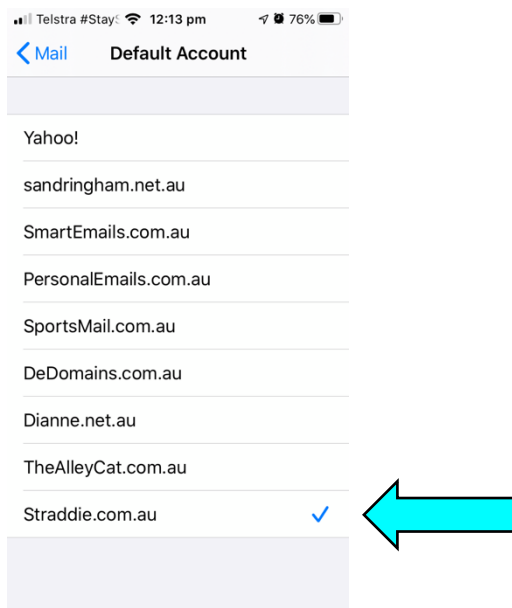 Telstra #StayS 12:13 pm 76%
Mail Default Account
Yahoo!
sandringham.net.au
SmartEmails.com.au
PersonalEmails.com.au
SportsMail.com.au
DeDomains.com.au
Dianne.net.au
TheAlleyCat.com.au
Straddie.com.au